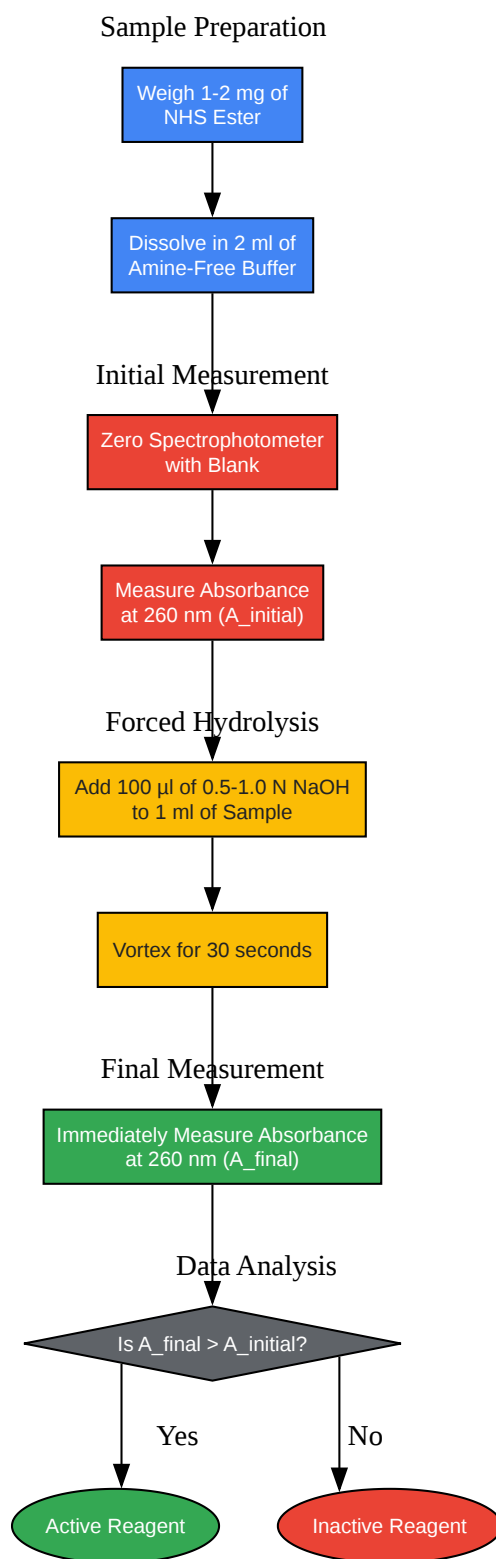 Sample Preparation
Weigh 1-2 mg of
NHS Ester
Dissolve in 2 ml of
Amine-Free Buffer
Initial Measurement
Zero Spectrophotometer
with Blank
Measure Absorbance
at 260 nm (A_initial)
Forced Hydrolysis
Add 100 µl of 0.5-1.0 N NaOH
to 1 ml of Sample
Vortex for 30 seconds
Final Measurement
Immediately Measure Absorbance
at 260 nm (A_final)
Data Analysis
Is A_final > A_initial?
Yes
No
Active Reagent
Inactive Reagent